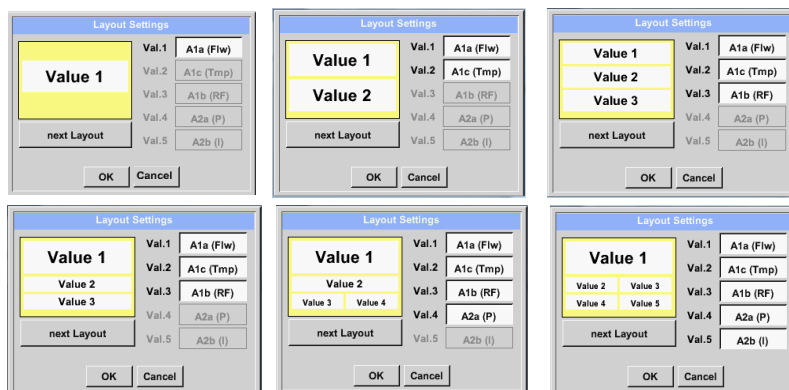 Layout Settings
Value 1
Val.1 A1a (Flw)
Val.2 A1c (Tmp)
Val.3 A1b (RF)
Val.4 A2a (P)
Val.5 A2b (I)
next Layout
OK Cancel
Layout Settings
Value 1
Value 2
Val.1 A1a (Flw)
Val.2 A1c (Tmp)
Val.3 A1b (RF)
Val.4 A2a (P)
Val.5 A2b (I)
next Layout
OK Cancel
Layout Settings
Value 1
Value 2
Value 3
Val.1 A1a (Flw)
Val.2 A1c (Tmp)
Val.3 A1b (RF)
Val.4 A2a (P)
Val.5 A2b (I)
next Layout
OK Cancel
Layout Settings
Value 1
Value 2
Value 3
Val.1 A1a (Flw)
Val.2 A1c (Tmp)
Val.3 A1b (RF)
Val.4 A2a (P)
Val.5 A2b (I)
next Layout
OK Cancel
Layout Settings
Value 1
Value 2
Value 3 Value 4
Val.1 A1a (Flw)
Val.2 A1c (Tmp)
Val.3 A1b (RF)
Val.4 A2a (P)
Val.5 A2b (I)
next Layout
OK Cancel
Layout Settings
Value 1
Value 2 Value 3
Value 4 Value 5
Val.1 A1a (Flw)
Val.2 A1c (Tmp)
Val.3 A1b (RF)
Val.4 A2a (P)
Val.5 A2b (I)
next Layout
OK Cancel